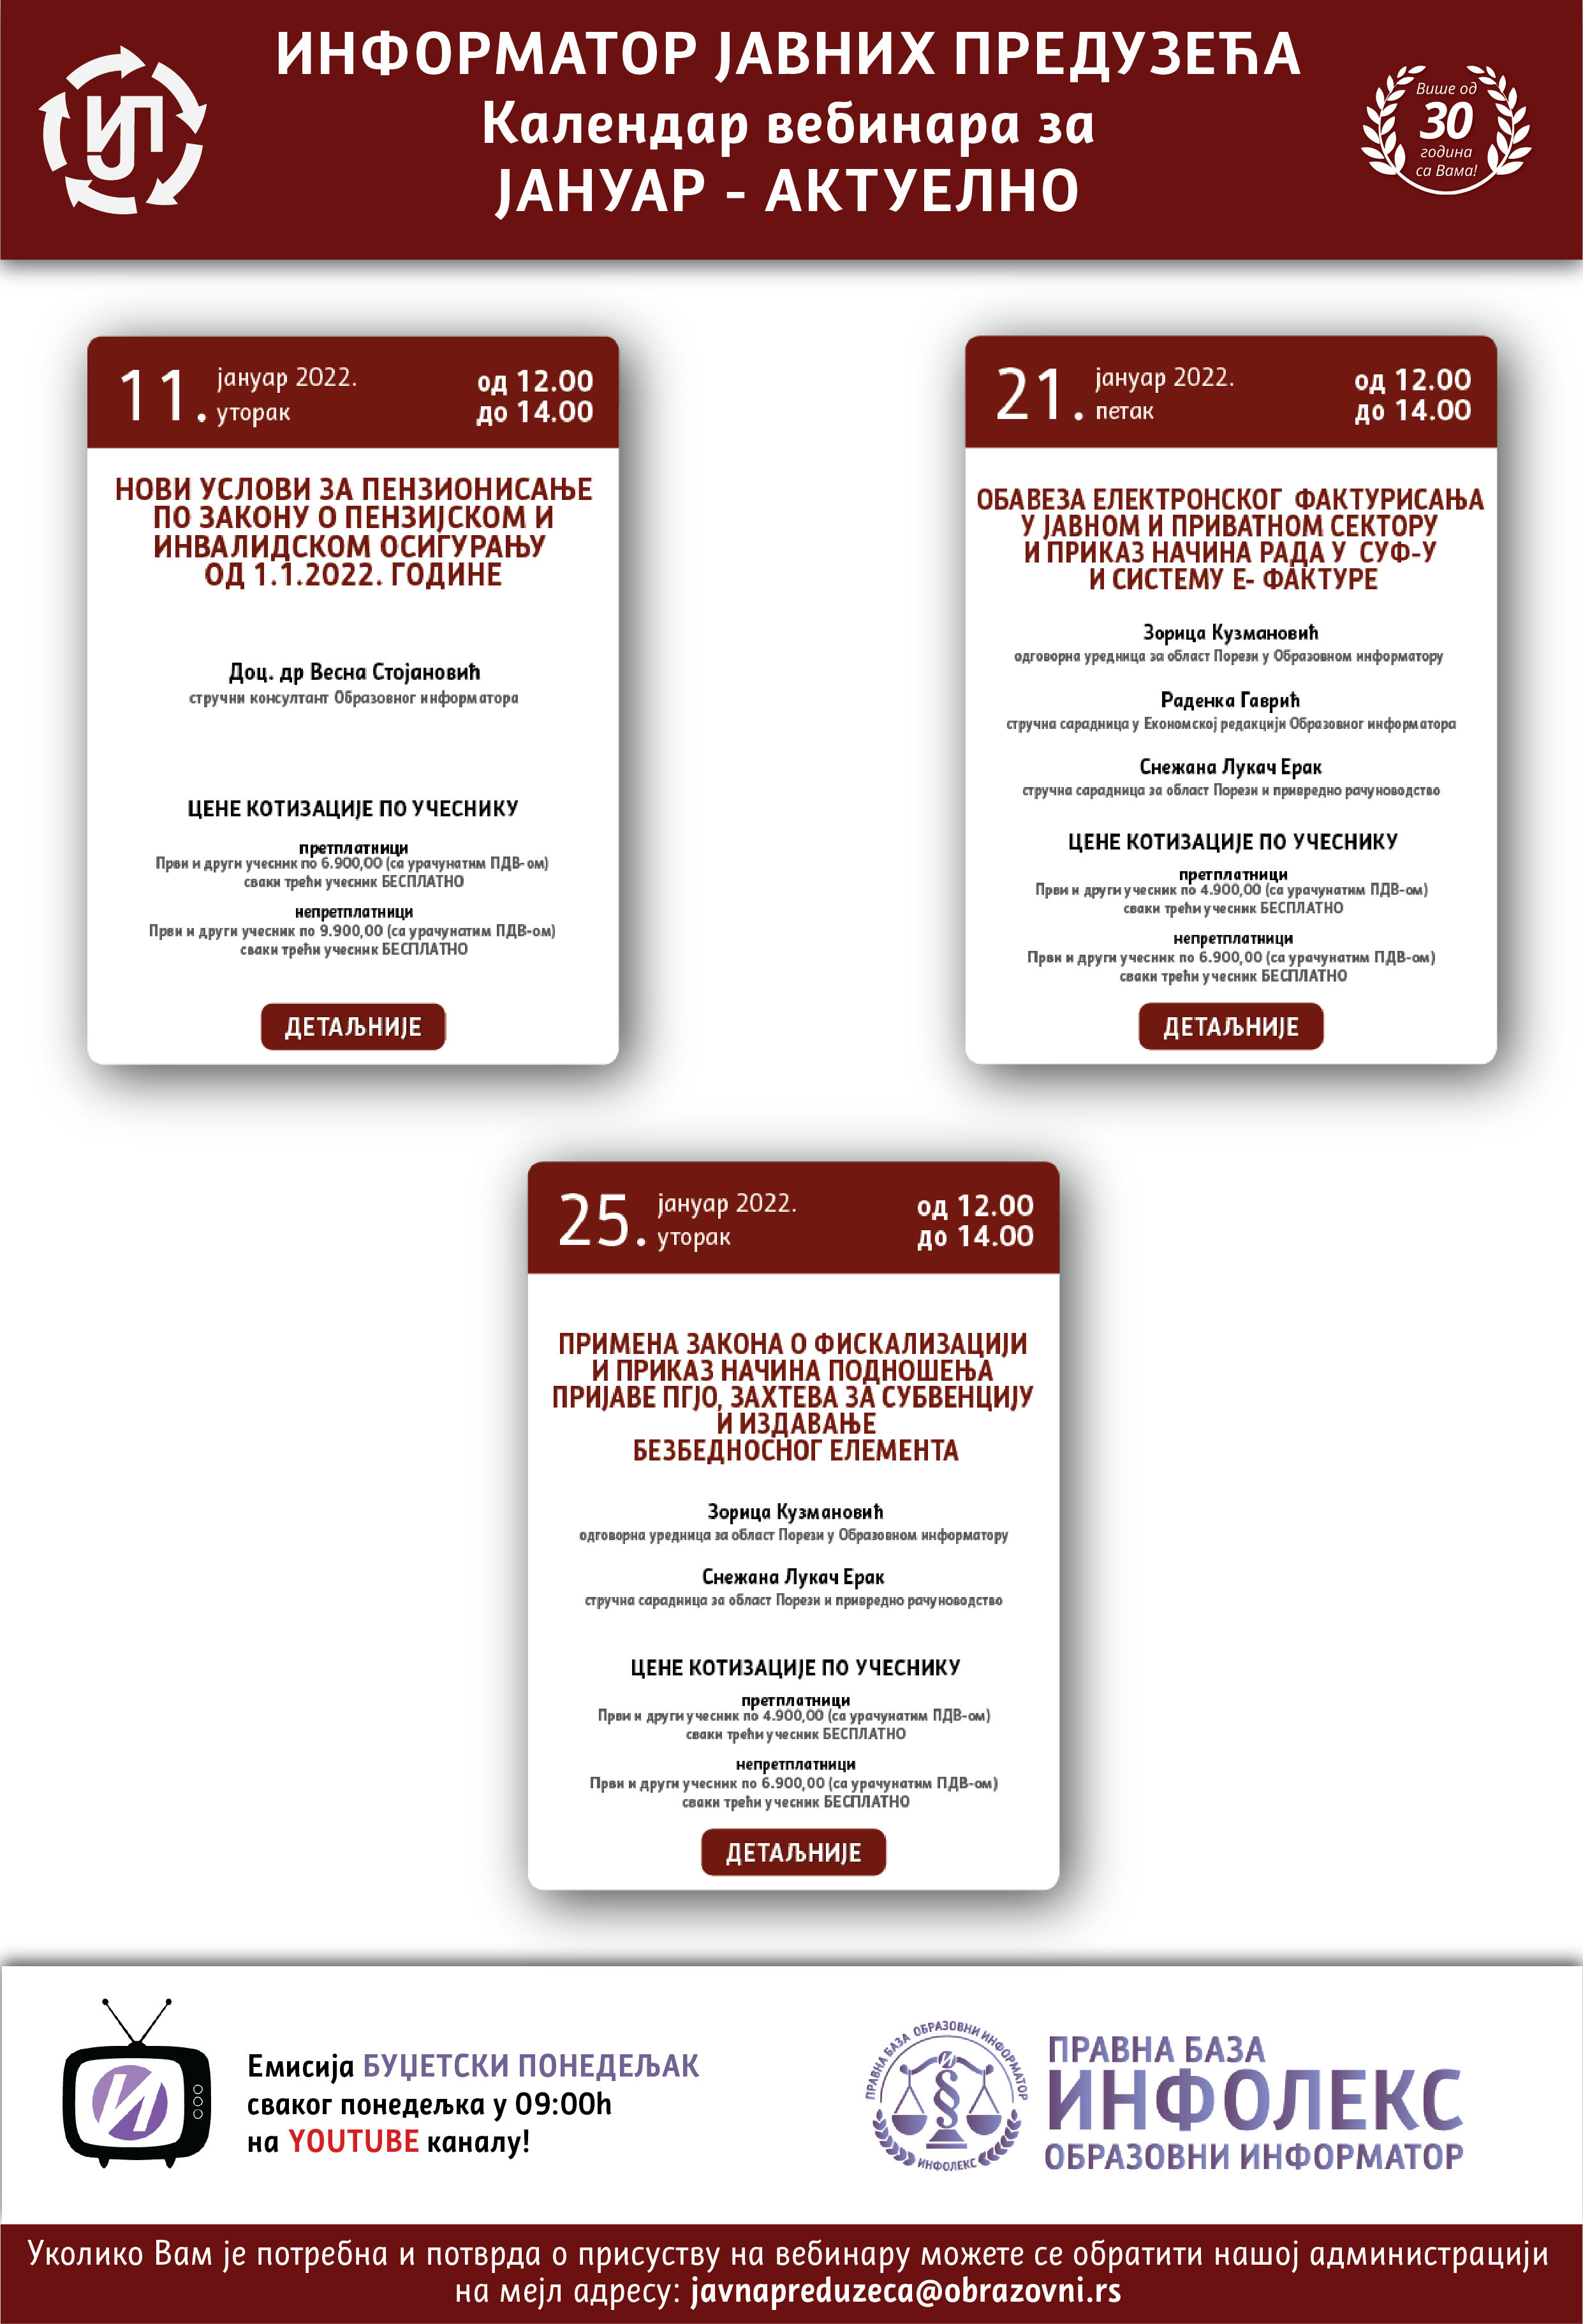 ИНФОРМАТОР ЈАВНИХ ПРЕДУЗЕЋА
Календар вебинара за
ЈАНУАР - АКТУЕЛНО
ИЈП
Више од
30
година
са Вама!
11. јануар 2022.
уторак
од 12.00
до 14.00
НОВИ УСЛОВИ ЗА ПЕНЗИОНИСАЊЕ
ПО ЗАКОНУ О ПЕНЗИЈСКОМ И
ИНВАЛИДСКОМ ОСИГУРАЊУ
ОД 1.1.2022. ГОДИНЕ
Доц. др Весна Стојановић
стручни консултант Образовног информатора
ЦЕНЕ КОТИЗАЦИЈЕ ПО УЧЕСНИКУ
претплатници
Први и други учесник по 6.900,00 (са урачунатим ПДВ-ом)
сваки трећи учесник БЕСПЛАТНО
непретплатници
Први и други учесник по 9.900,00 (са урачунатим ПДВ-ом)
сваки трећи учесник БЕСПЛАТНО
ДЕТАЉНИЈЕ
21. јануар 2022.
петак
од 12.00
до 14.00
ОБАВЕЗА ЕЛЕКТРОНСКОГ ФАКТУРИСАЊА
У ЈАВНОМ И ПРИВАТНОМ СЕКТОРУ
И ПРИКАЗ НАЧИНА РАДА У СУФ-У
И СИСТЕМУ Е- ФАКТУРЕ
Зорица Кузмановић
одговорна уредница за област Порези у Образовном информатору
Раденка Гаврић
стручна сарадница у Економској редакцији Образовног информатора
Снежана Лукач Ерак
стручна сарадница за област Порези и привредно рачуноводство
ЦЕНЕ КОТИЗАЦИЈЕ ПО УЧЕСНИКУ
претплатници
Први и други учесник по 4.900,00 (са урачунатим ПДВ-ом)
сваки трећи учесник БЕСПЛАТНО
непретплатници
Први и други учесник по 6.900,00 (са урачунатим ПДВ-ом)
сваки трећи учесник БЕСПЛАТНО
ДЕТАЉНИЈЕ
25. јануар 2022.
уторак
од 12.00
до 14.00
ПРИМЕНА ЗАКОНА О ФИСКАЛИЗАЦИЈИ
И ПРИКАЗ НАЧИНА ПОДНОШЕЊА
ПРИЈАВЕ ПГЈО, ЗАХТЕВА ЗА СУБВЕНЦИЈУ
И ИЗДАВАЊЕ
БЕЗБЕДНОСНОГ ЕЛЕМЕНТА
Зорица Кузмановић
одговорна уредница за област Порези у Образовном информатору
Снежана Лукач Ерак
стручна сарадница за област Порези и привредно рачуноводство
ЦЕНЕ КОТИЗАЦИЈЕ ПО УЧЕСНИКУ
претплатници
Први и други учесник по 4.900,00 (са урачунатим ПДВ-ом)
сваки трећи учесник БЕСПЛАТНО
непретплатници
Први и други учесник по 6.900,00 (са урачунатим ПДВ-ом)
сваки трећи учесник БЕСПЛАТНО
ДЕТАЉНИЈЕ
И
Емисија БУЏЕТСКИ ПОНЕДЕЉАК
сваког понедељка у 09:00h
на YOUTUBE каналу!
ПРАВНА БАЗА ОБРАЗОВНИ ИНФОРМАТОР
И
§
ИНФОЛЕКС
ПРАВНА БАЗА
ИНФОЛЕКС
ОБРАЗОВНИ ИНФОРМАТОР
Уколико Вам је потребна и потврда о присуству на вебинару можете се обратити нашој администрацији
на мејл адресу: javnapreduzeca@obrazovni.rs